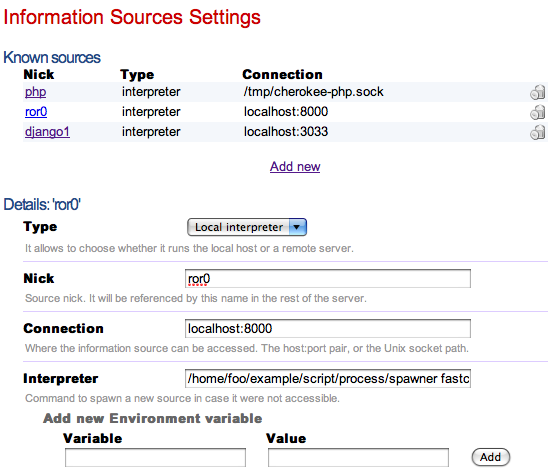 Information Sources Settings
Known sources
Nick Type Connection
php interpreter /tmp/cherokee-php.sock
ror0 interpreter localhost:8000
django1 interpreter localhost:3033
Add new
Details: 'ror0'
Type Local interpreter
It allows to choose whether it runs the local host or a remote server.
Nick ror0
Source nick. It will be referenced by this name in the rest of the server.
Connection localhost:8000
Where the information source can be accessed. The host:port pair, or the Unix socket path.
Interpreter /home/foo/example/script/process/spawner fastc
Command to spawn a new source in case it were not accessible.
Add new Environment variable
Variable Value
Add